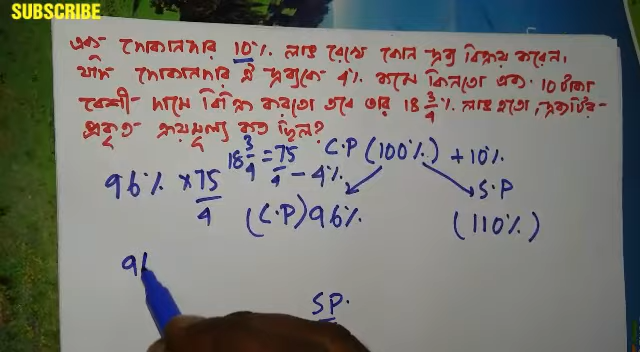 SUBSCRIBE
এক দোকানদার 10% লাভ রেখে কোন দ্রব্য বিক্রয় করেন।
যদি দোকানদার ঐ দ্রব্যকে 4% কমে কিনতো এবং 10 টাকা
বেশী দামে বিক্রি করতো তবে তার 18 3/4% লাভ হতো, দ্রব্যটির
প্রকৃত ক্রয়মূল্য কত ছিল?
18 3/4 = 75/4
C.P (100%) + 10%
- 4%
96% × 75/4
(C.P) 96%
S.P
(110%)
96
SP.